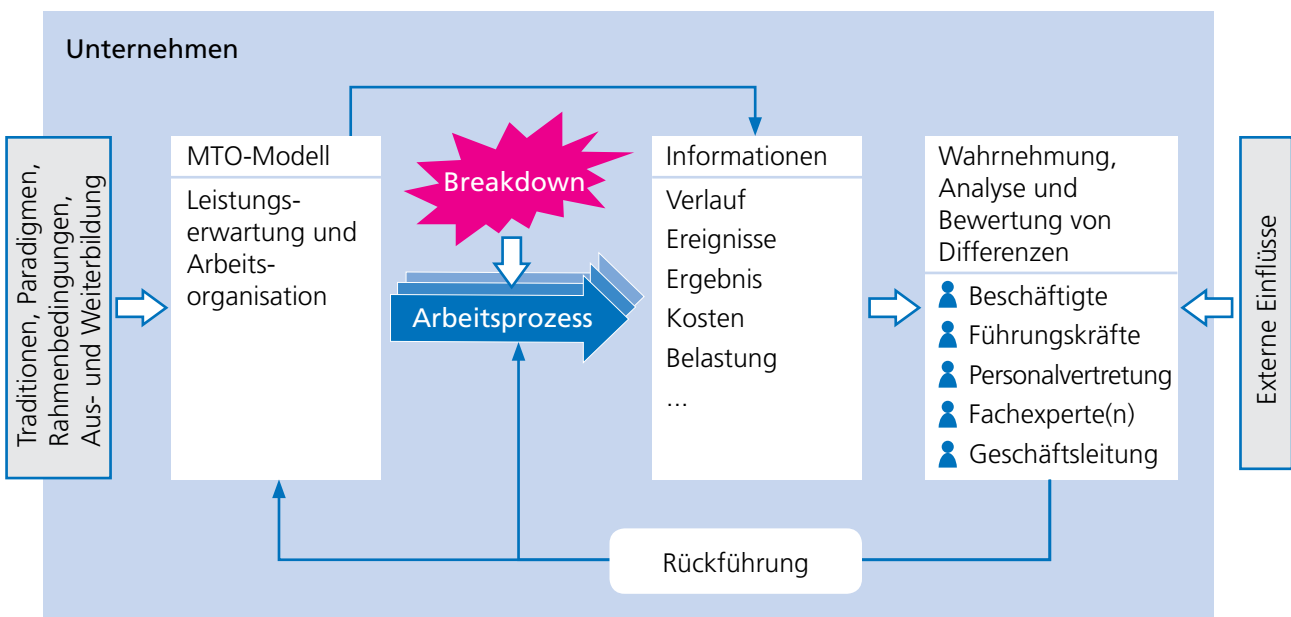 Unternehmen
Traditionen, Paradigmen,
Rahmenbedingungen,
Aus- und Weiterbildung
MTO-Modell
Leistungs-
erwartung und
Arbeits-
organisation
Breakdown
Arbeitsprozess
Informationen
Verlauf
Ereignisse
Ergebnis
Kosten
Belastung
...
Wahrnehmung,
Analyse und
Bewertung von
Differenzen
Beschäftigte
Führungskräfte
Personalvertretung
Fachexperte(n)
Geschäftsleitung
Externe Einflüsse
Rückführung